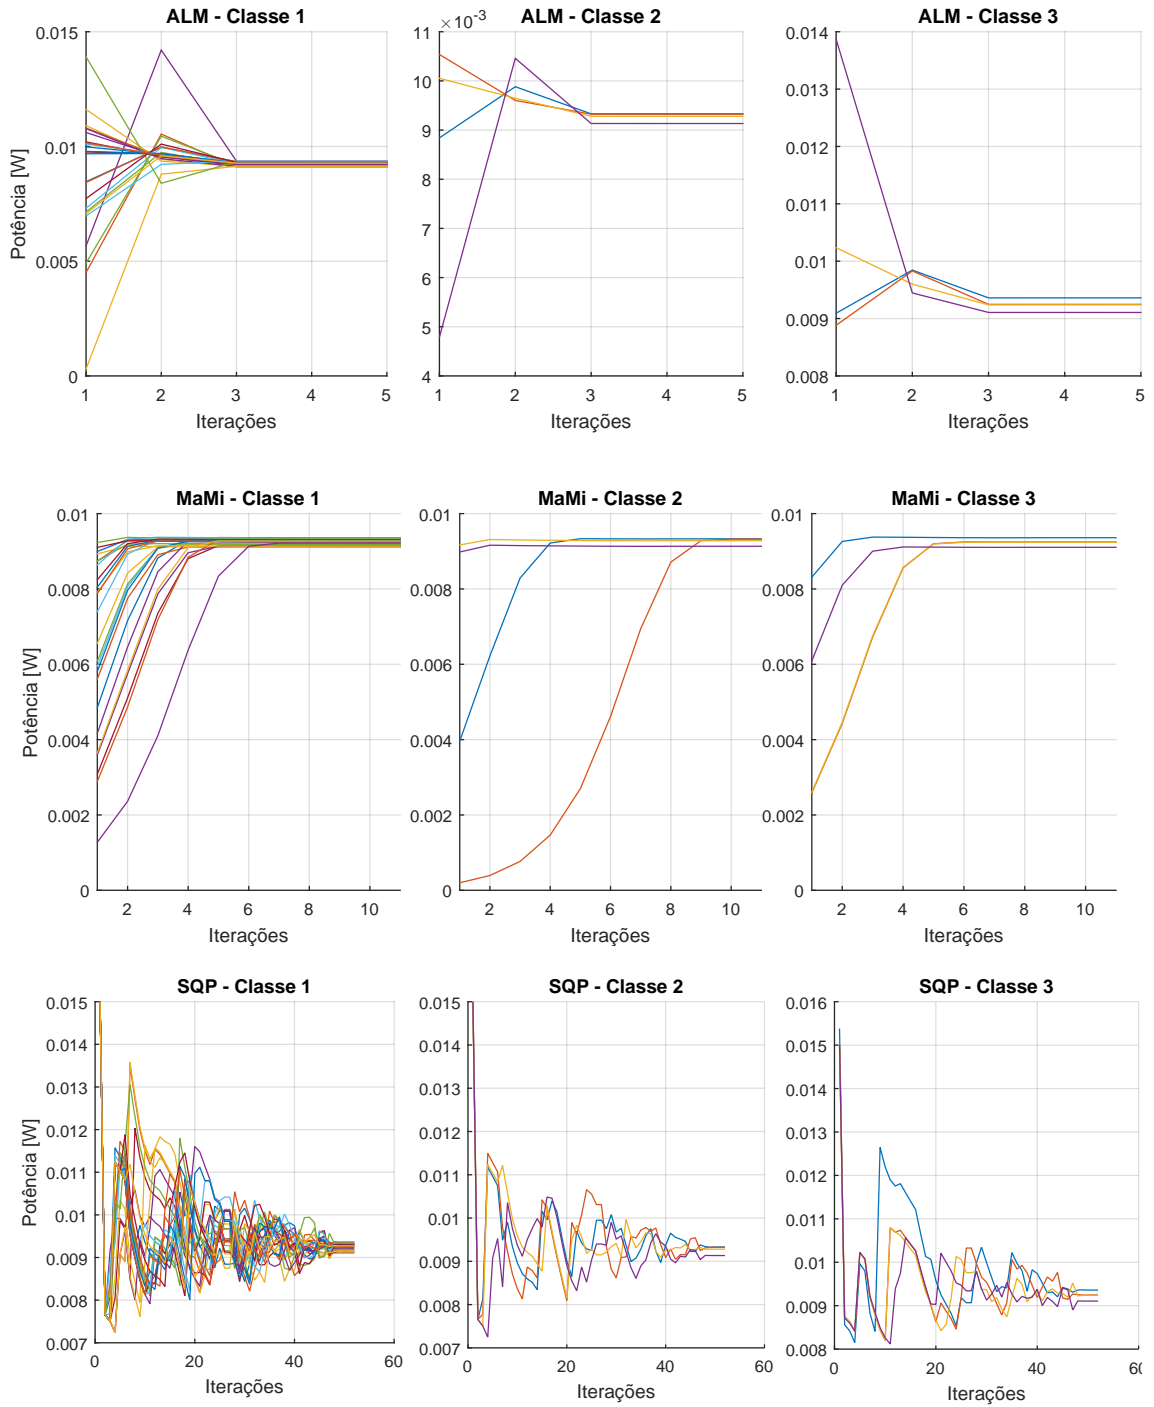 ALM - Classe 1
0.015
0.01
0.005
0
Potência [W]
1 2 3 4 5
Iterações
ALM - Classe 2
×10-3
11
10
9
8
7
6
5
4
1 2 3 4 5
Iterações
ALM - Classe 3
0.014
0.013
0.012
0.011
0.01
0.009
0.008
1 2 3 4 5
Iterações
MaMi - Classe 1
0.01
0.008
0.006
0.004
0.002
0
Potência [W]
2 4 6 8 10
Iterações
MaMi - Classe 2
0.01
0.008
0.006
0.004
0.002
0
2 4 6 8 10
Iterações
MaMi - Classe 3
0.01
0.008
0.006
0.004
0.002
0
2 4 6 8 10
Iterações
SQP - Classe 1
0.015
0.014
0.013
0.012
0.011
0.01
0.009
0.008
0.007
Potência [W]
0 20 40 60
Iterações
SQP - Classe 2
0.015
0.014
0.013
0.012
0.011
0.01
0.009
0.008
0.007
0 20 40 60
Iterações
SQP - Classe 3
0.016
0.015
0.014
0.013
0.012
0.011
0.01
0.009
0.008
0 20 40 60
Iterações